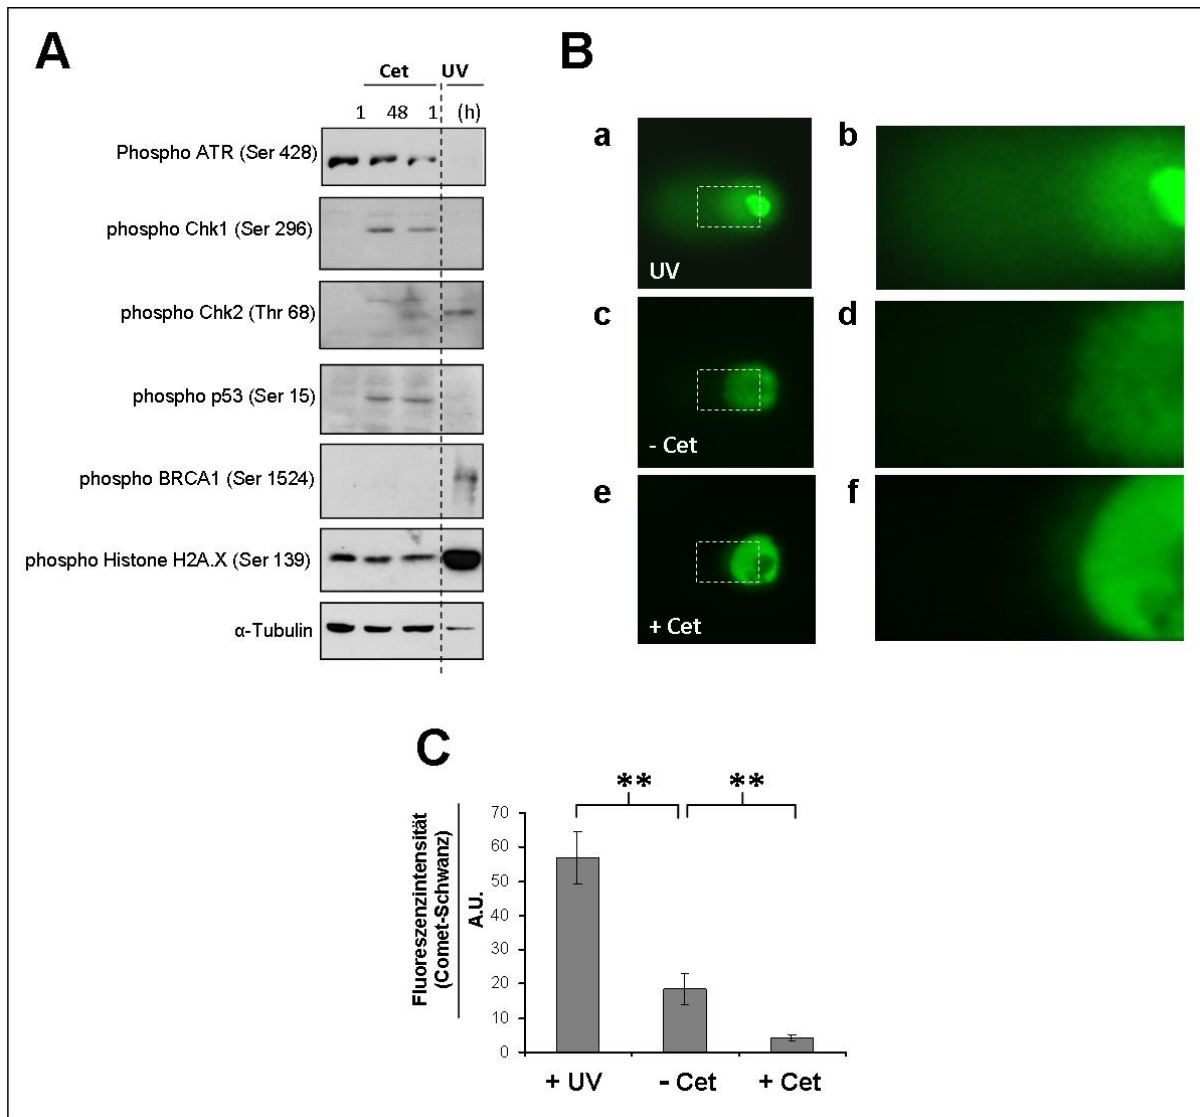 A
Cet UV
1 48 1 (h)
Phospho ATR (Ser 428)
phospho Chk1 (Ser 296)
phospho Chk2 (Thr 68)
phospho p53 (Ser 15)
phospho BRCA1 (Ser 1524)
phospho Histone H2A.X (Ser 139)
α-Tubulin
B
a
UV
b
c
- Cet
d
e
+ Cet
f
C
** **
Fluoreszenzintensität
(Comet-Schwanz)
A.U.
70
60
50
40
30
20
10
0
+ UV - Cet + Cet